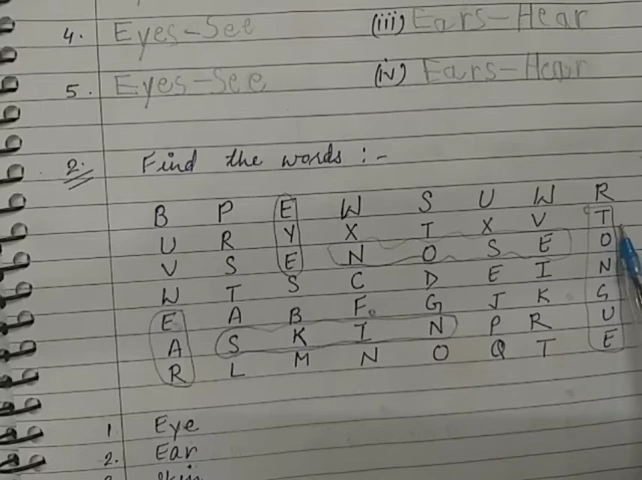 4. Eyes-See (iii) Ears-Hear
5. Eyes-See (iv) Ears-Hear
2. Find the words :-
B P E W S U W R
U R Y X T X V T
V S E N O S E O
W T S C D E I N
E A B F G J K G
A S K I N P R U
R L M N O Q T E
1 Eye
2. Ear
Skin